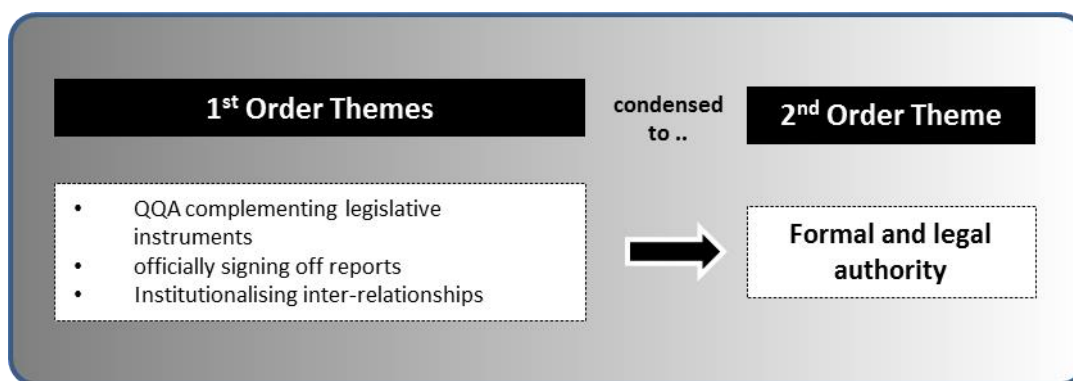 1st Order Themes
condensed
to ..
2nd Order Theme
• QQA complementing legislative
instruments
• officially signing off reports
• Institutionalising inter-relationships
Formal and legal
authority